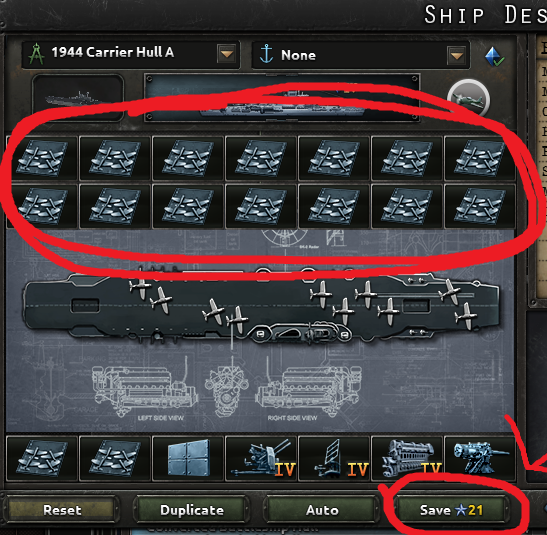 SHIP DES
1944 Carrier Hull A
None
LEFT SIDE VIEW
RIGHT SIDE VIEW
IV
IV
IV
Reset
Duplicate
Auto
Save 21